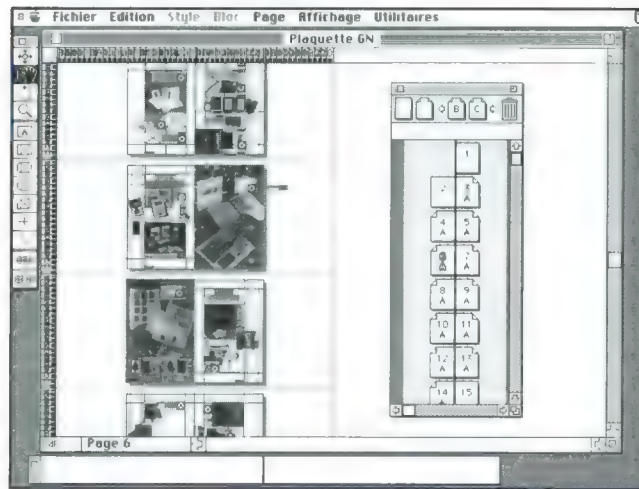 Fichier Edition Style Bloc Page Affichage Utilitaires
Plaquette GN
B C
1
A
4 5
A A
7
A A
8 9
A A
10 11
A A
12 13
A A
14 15
Page 6